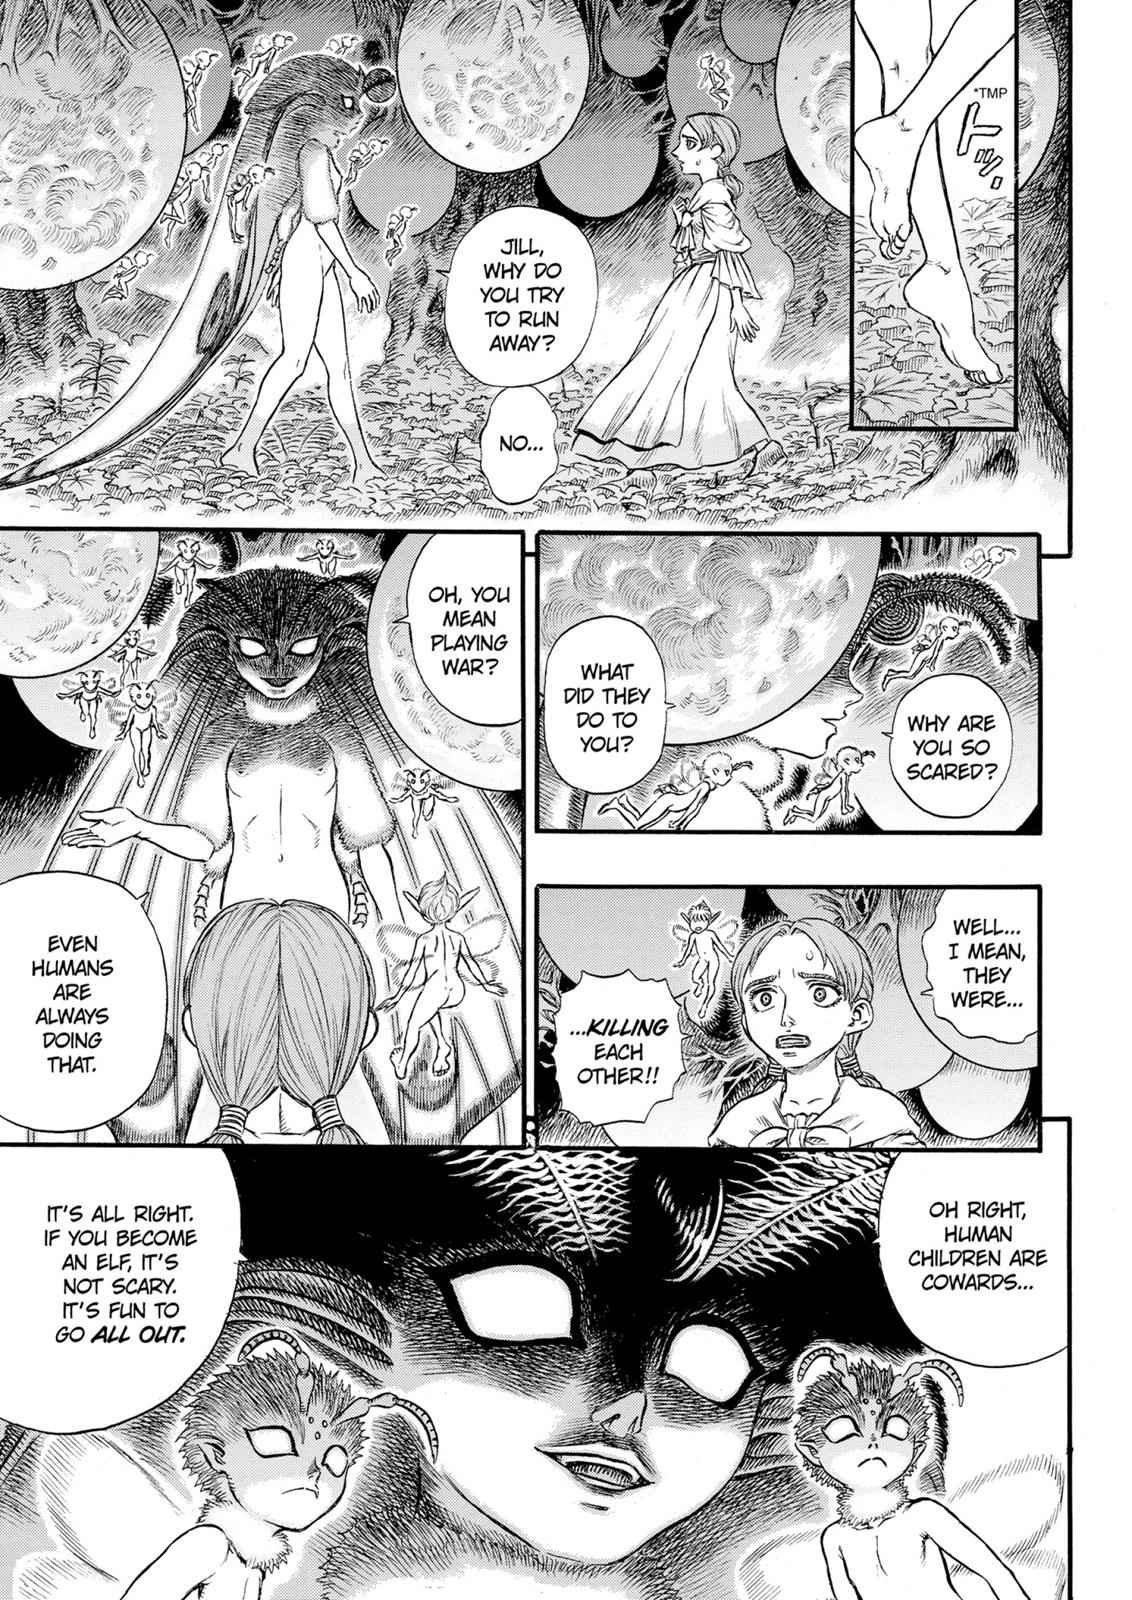 *TMP
トッ
JILL,
WHY DO
YOU TRY
TO RUN
AWAY?
NO...
WHY ARE
YOU SO
SCARED?
WHAT
DID THEY
DO TO
YOU?
WELL...
I MEAN,
THEY
WERE...
...KILLING
EACH
OTHER!!
OH, YOU
MEAN
PLAYING
WAR?
EVEN
HUMANS
ARE
ALWAYS
DOING
THAT.
OH RIGHT,
HUMAN
CHILDREN ARE
COWARDS...
IT'S ALL RIGHT.
IF YOU BECOME
AN ELF, IT'S
NOT SCARY.
IT'S FUN TO
GO ALL OUT.